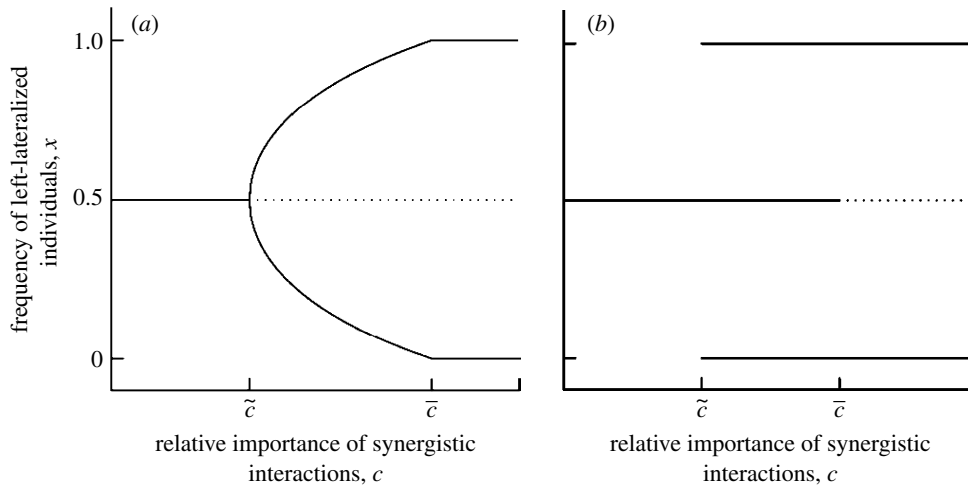 (a)
(b)
frequency of left-lateralized
individuals, x
1.0
0.5
0
c̃
c̄
c̃
c̄
relative importance of synergistic
interactions, c
relative importance of synergistic
interactions, c